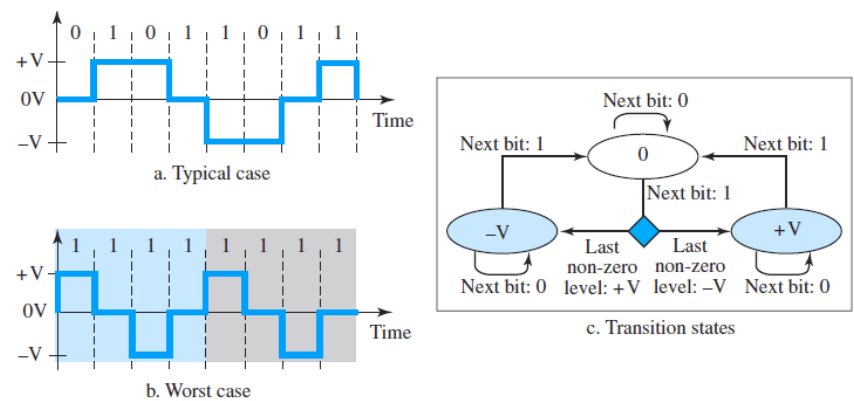 0 1 0 1 1 0 1 1
+V
0V
–V
Time
a. Typical case
1 1 1 1 1 1 1 1
+V
0V
–V
Time
b. Worst case
Next bit: 0
Next bit: 1
0
Next bit: 1
Next bit: 1
–V
+V
Last
non-zero
level: +V
Last
non-zero
level: –V
Next bit: 0
Next bit: 0
c. Transition states